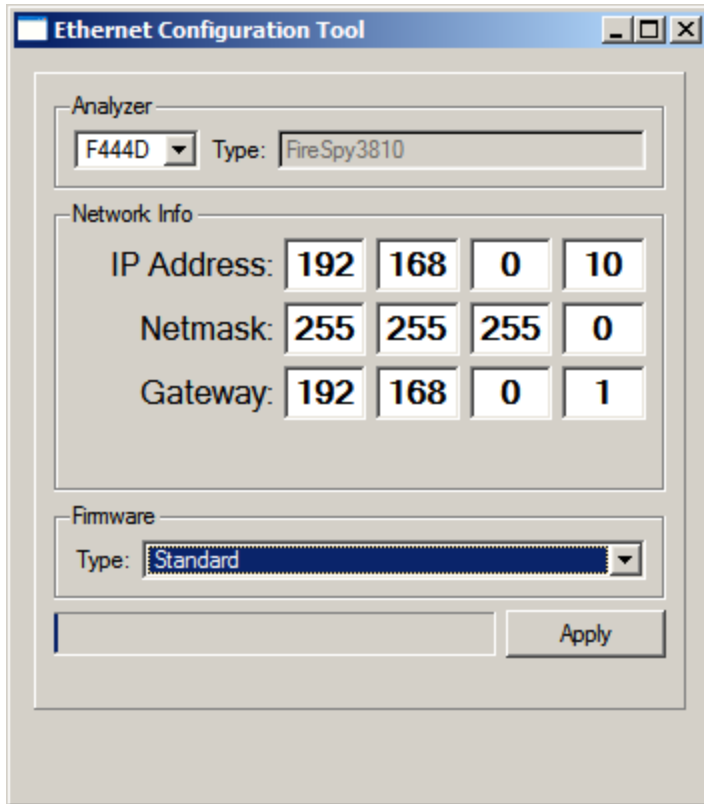 Ethernet Configuration Tool
Analyzer
F444D Type: FireSpy3810
Network Info
IP Address: 192 168 0 10
Netmask: 255 255 255 0
Gateway: 192 168 0 1
Firmware
Type: Standard
Apply